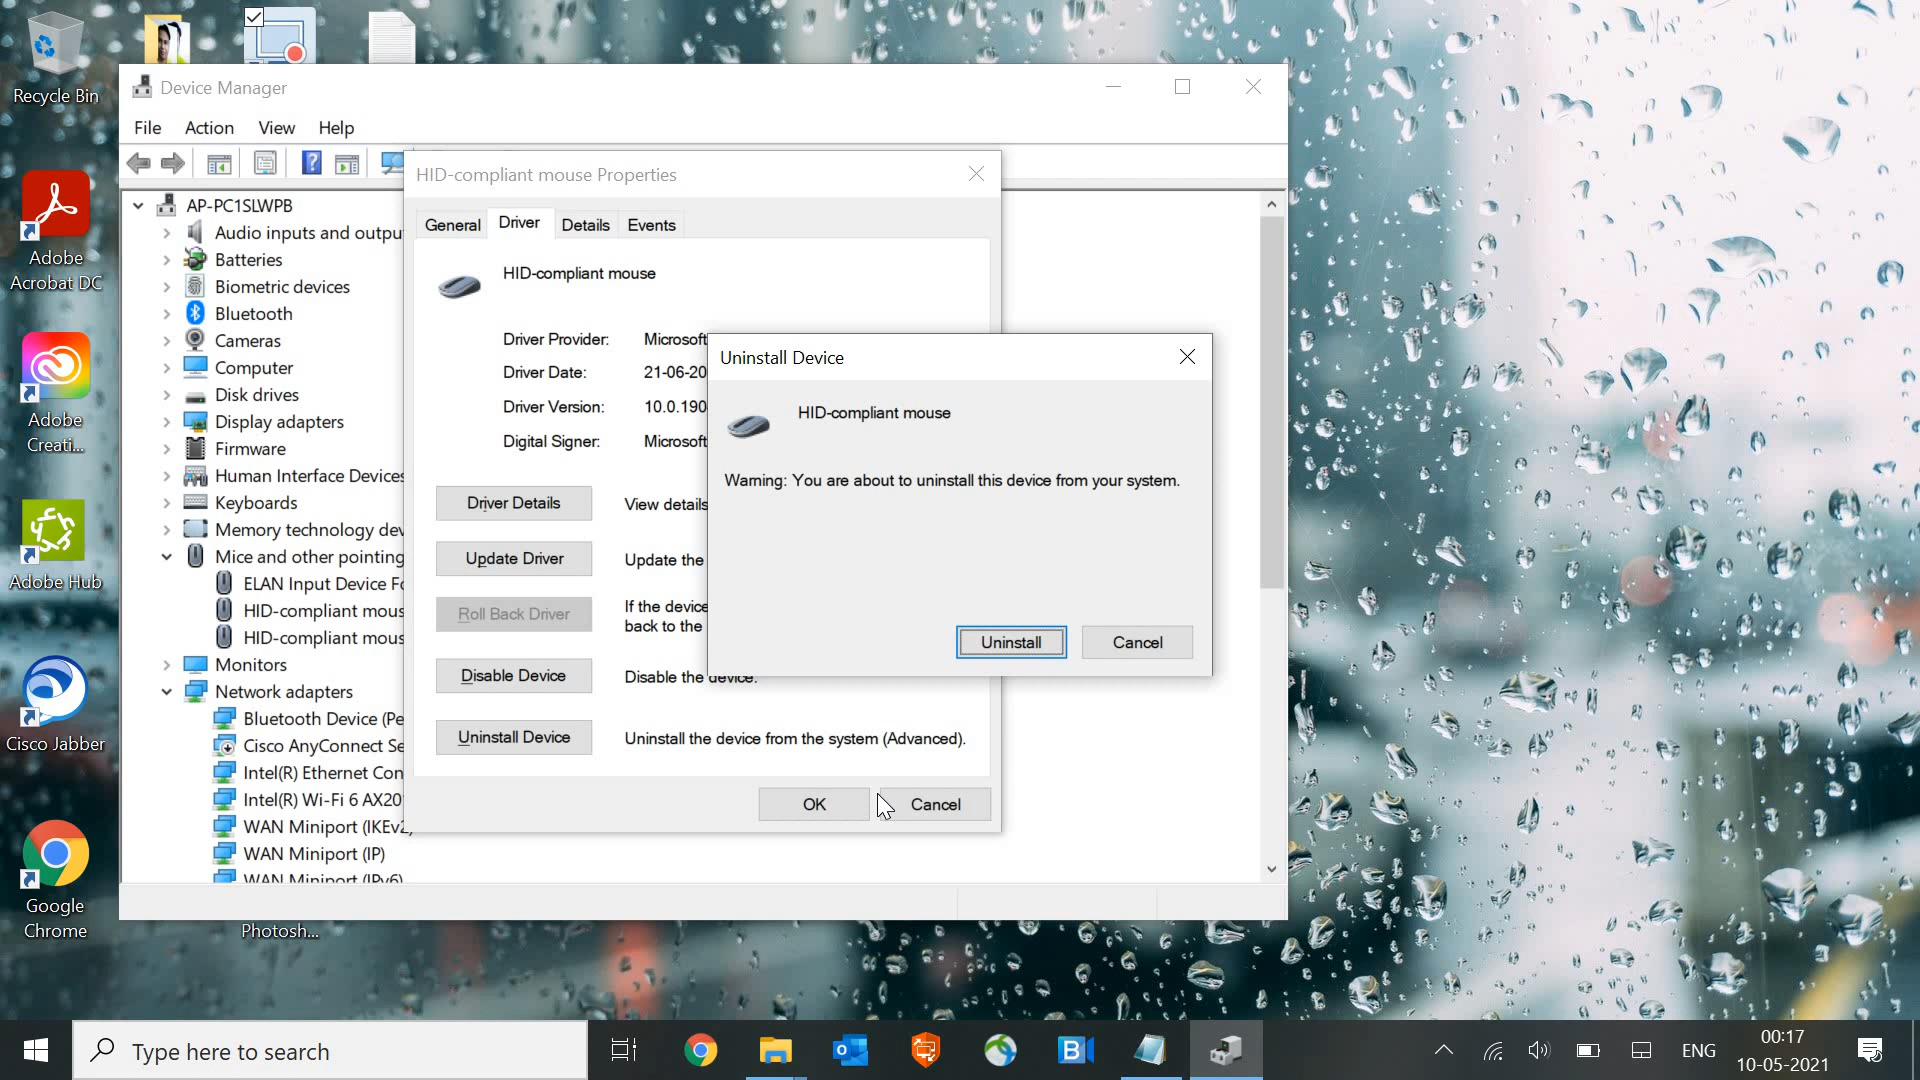 Recycle Bin
Adobe
Acrobat DC
Adobe
Creati...
Adobe Hub
Cisco Jabber
Google
Chrome
Photosh...
Device Manager
File Action View Help
AP-PC1SLWPB
Audio inputs and outpu
Batteries
Biometric devices
Bluetooth
Cameras
Computer
Disk drives
Display adapters
Firmware
Human Interface Devices
Keyboards
Memory technology dev
Mice and other pointing
ELAN Input Device Fo
HID-compliant mous
HID-compliant mous
Monitors
Network adapters
Bluetooth Device (Pe
Cisco AnyConnect Se
Intel(R) Ethernet Con
Intel(R) Wi-Fi 6 AX20
WAN Miniport (IKEv2)
WAN Miniport (IP)
WAN Miniport (IPv6)
HID-compliant mouse Properties
General Driver Details Events
HID-compliant mouse
Driver Provider: Microsoft
Driver Date: 21-06-20
Driver Version: 10.0.190
Digital Signer: Microsoft
Driver Details View details
Update Driver Update the
Roll Back Driver If the device
back to the
Disable Device Disable the device.
Uninstall Device Uninstall the device from the system (Advanced).
OK Cancel
Uninstall Device
HID-compliant mouse
Warning: You are about to uninstall this device from your system.
Uninstall Cancel
Type here to search
ENG
00:17
10-05-2021